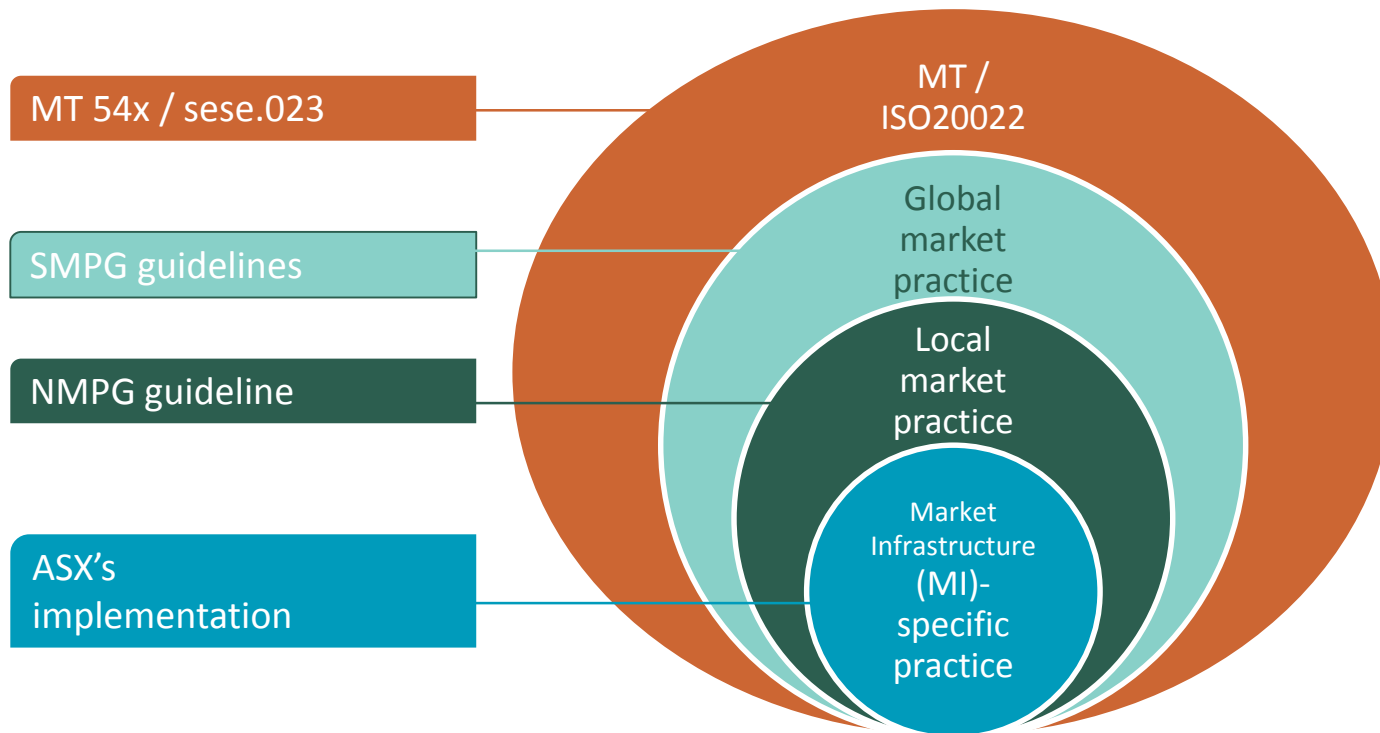 MT 54x / sese.023
SMPG guidelines
NMPG guideline
ASX’s
implementation
MT /
ISO20022
Global
market
practice
Local
market
practice
Market
Infrastructure
(MI)-
specific
practice